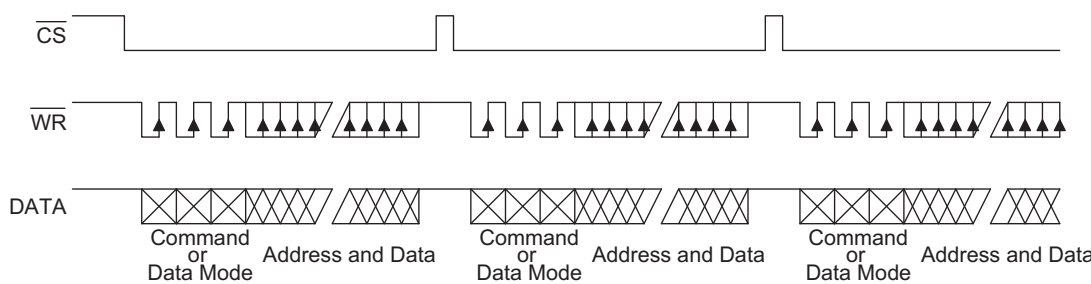 CS
WR
DATA
Command
or
Data Mode
Address and Data
Command
or
Data Mode
Address and Data
Command
or
Data Mode
Address and Data